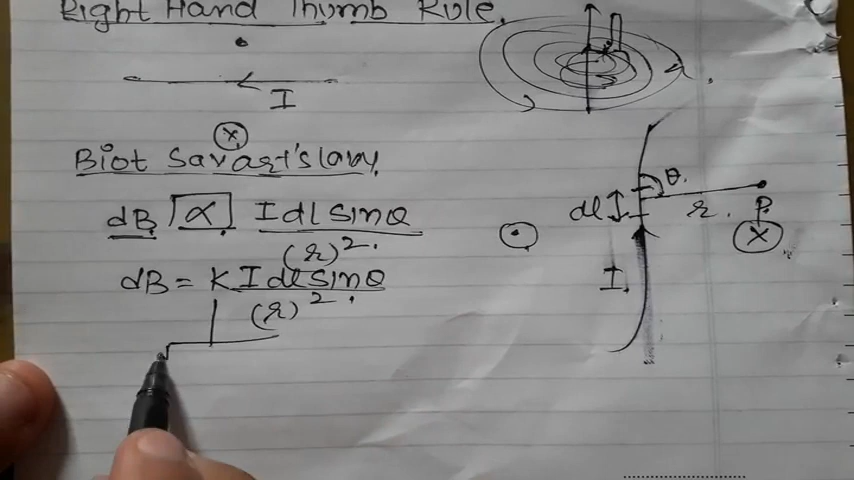 Right Hand Thumb Rule.
I
x
Biot Savart's law.
dB α Idl sinθ
(r)².
dB = K Idl sinθ
(r)².
θ.
dl
r.
P.
X
I.